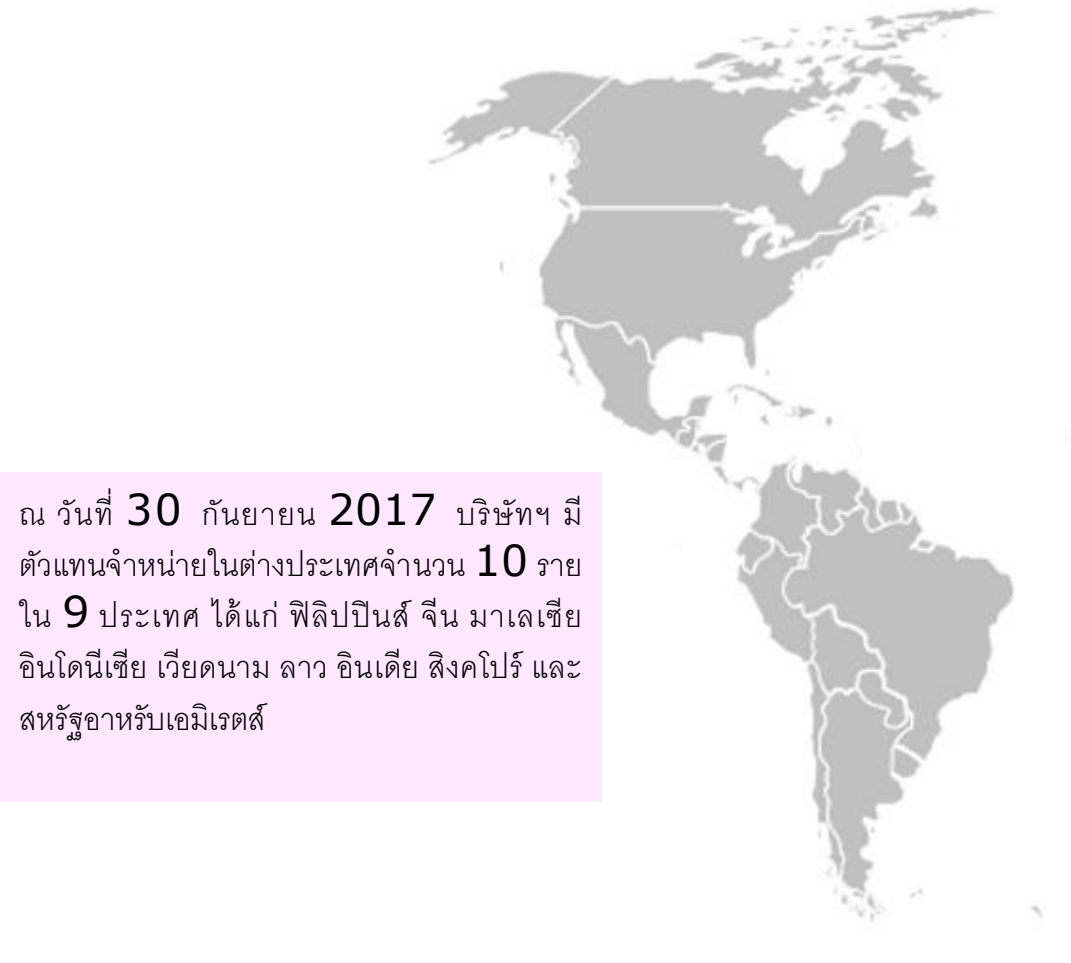 ณ วันที่ 30 กันยายน 2017 บริษัทฯ มี
ตัวแทนจำหน่ายในต่างประเทศจำนวน 10 ราย
ใน 9 ประเทศ ได้แก่ ฟิลิปปินส์ จีน มาเลเซีย
อินโดนีเซีย เวียดนาม ลาว อินเดีย สิงคโปร์ และ
สหรัฐอาหรับเอมิเรตส์